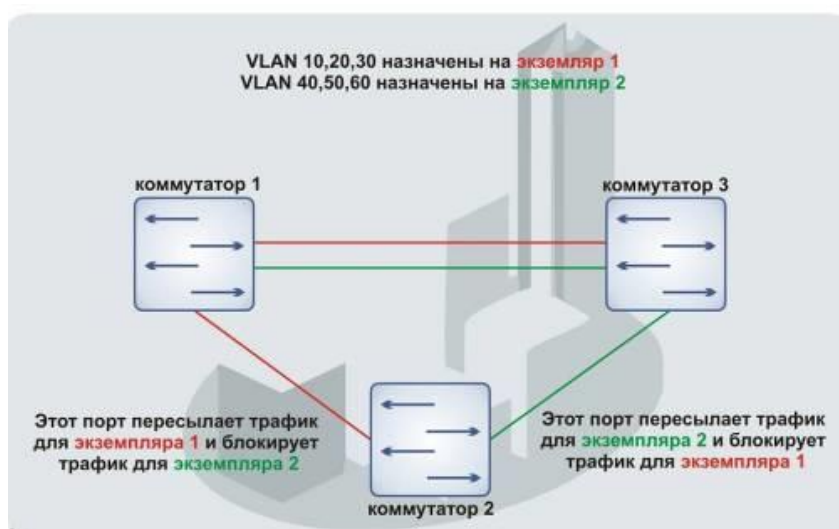 VLAN 10,20,30 назначены на экземляр 1
VLAN 40,50,60 назначены на экземпляр 2
коммутатор 1
коммутатор 3
Этот порт пересылает трафик
для экземпляра 1 и блокирует
трафик для экземпляра 2
Этот порт пересылает трафик
для экземпляра 2 и блокирует
трафик для экземпляра 1
коммутатор 2